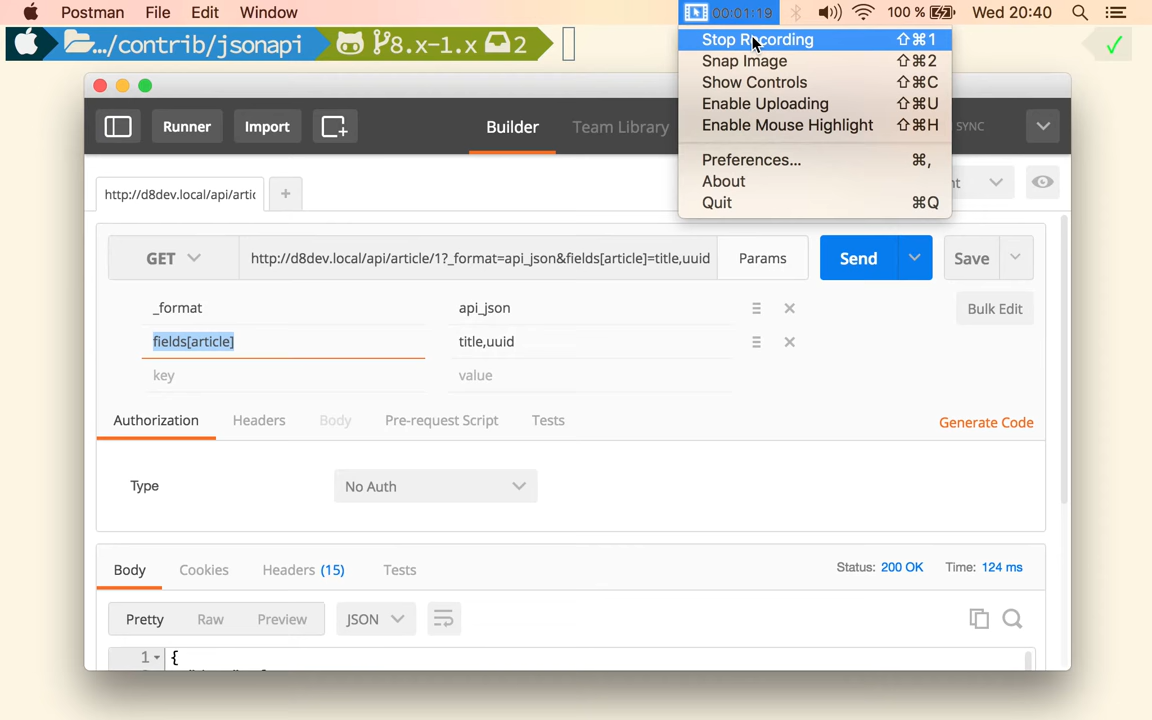 Postman File Edit Window 00:01:19 100 % Wed 20:40
.../contrib/jsonapi 8.x-1.x 2 ✓
Stop Recording ⇧⌘1
Snap Image ⇧⌘2
Show Controls ⇧⌘C
Enable Uploading ⇧⌘U
Enable Mouse Highlight ⇧⌘H
Preferences... ⌘,
About
Quit ⌘Q
Runner Import Builder Team Library SYNC
http://d8dev.local/api/artic + nt
GET http://d8dev.local/api/article/1?_format=api_json&fields[article]=title,uuid Params Send Save
_format api_json Bulk Edit
fields[article] title,uuid
key value
Authorization Headers Body Pre-request Script Tests Generate Code
Type No Auth
Body Cookies Headers (15) Tests Status: 200 OK Time: 124 ms
Pretty Raw Preview JSON
1 {